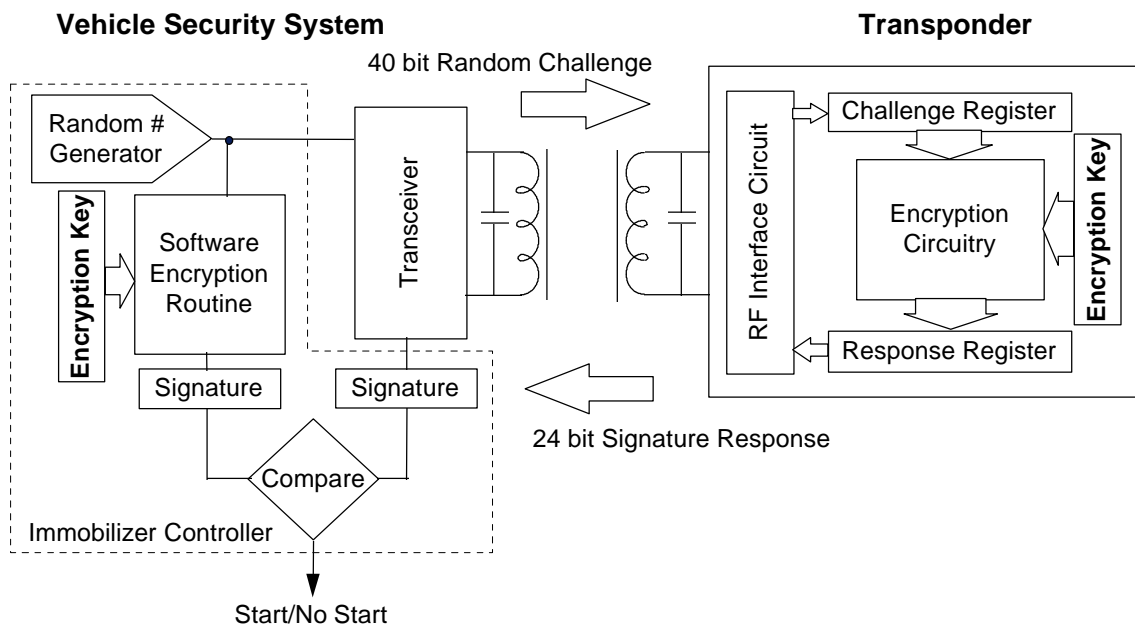 Vehicle Security System
Transponder
40 bit Random Challenge
Random #
Generator
Encryption Key
Software
Encryption
Routine
Transceiver
RF Interface Circuit
Challenge Register
Encryption
Circuitry
Encryption Key
Response Register
Signature
Signature
24 bit Signature Response
Compare
Immobilizer Controller
Start/No Start